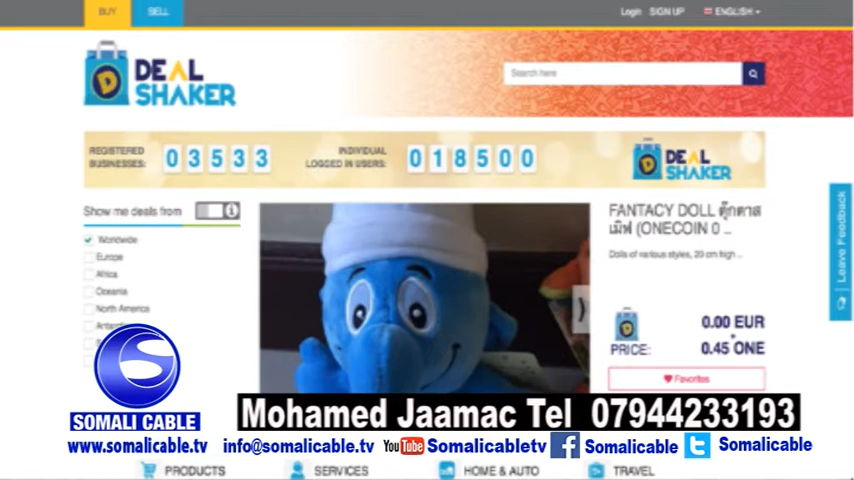 BUY SELL Login SIGN UP ENGLISH
DEAL
SHAKER
Search here
REGISTERED
BUSINESSES:
03533
INDIVIDUAL
LOGGED IN USERS:
018500
DEAL
SHAKER
Show me deals from
Worldwide
Europe
Africa
Oceania
North America
FANTACY DOLL ตุ๊กตาส
เมิฟ (ONECOIN 0 ...
Dolls of various styles, 20 cm high ...
0.00 EUR
+
PRICE: 0.45 ONE
Favorites
Leave Feedback
SOMALI CABLE
Mohamed Jaamac Tel 07944233193
www.somalicable.tv info@somalicable.tv YouTube Somalicabletv Somalicable Somalicable
PRODUCTS SERVICES HOME & AUTO TRAVEL